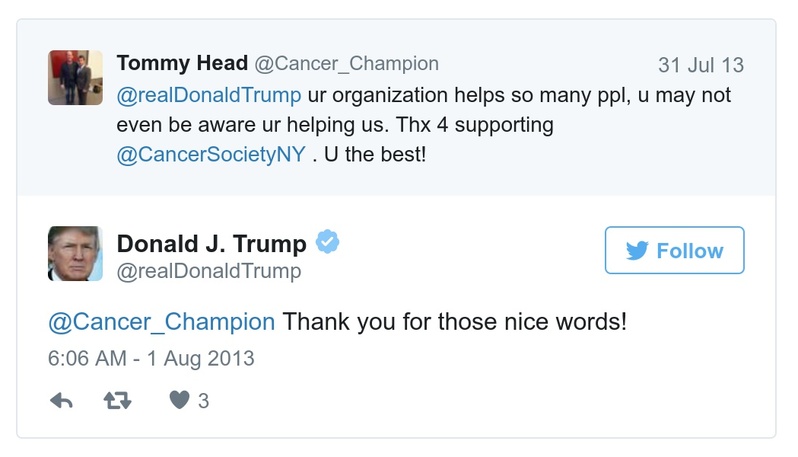 Tommy Head @Cancer_Champion 31 Jul 13
@realDonaldTrump ur organization helps so many ppl, u may not
even be aware ur helping us. Thx 4 supporting
@CancerSocietyNY . U the best!
Donald J. Trump
@realDonaldTrump
Follow
@Cancer_Champion Thank you for those nice words!
6:06 AM - 1 Aug 2013
3